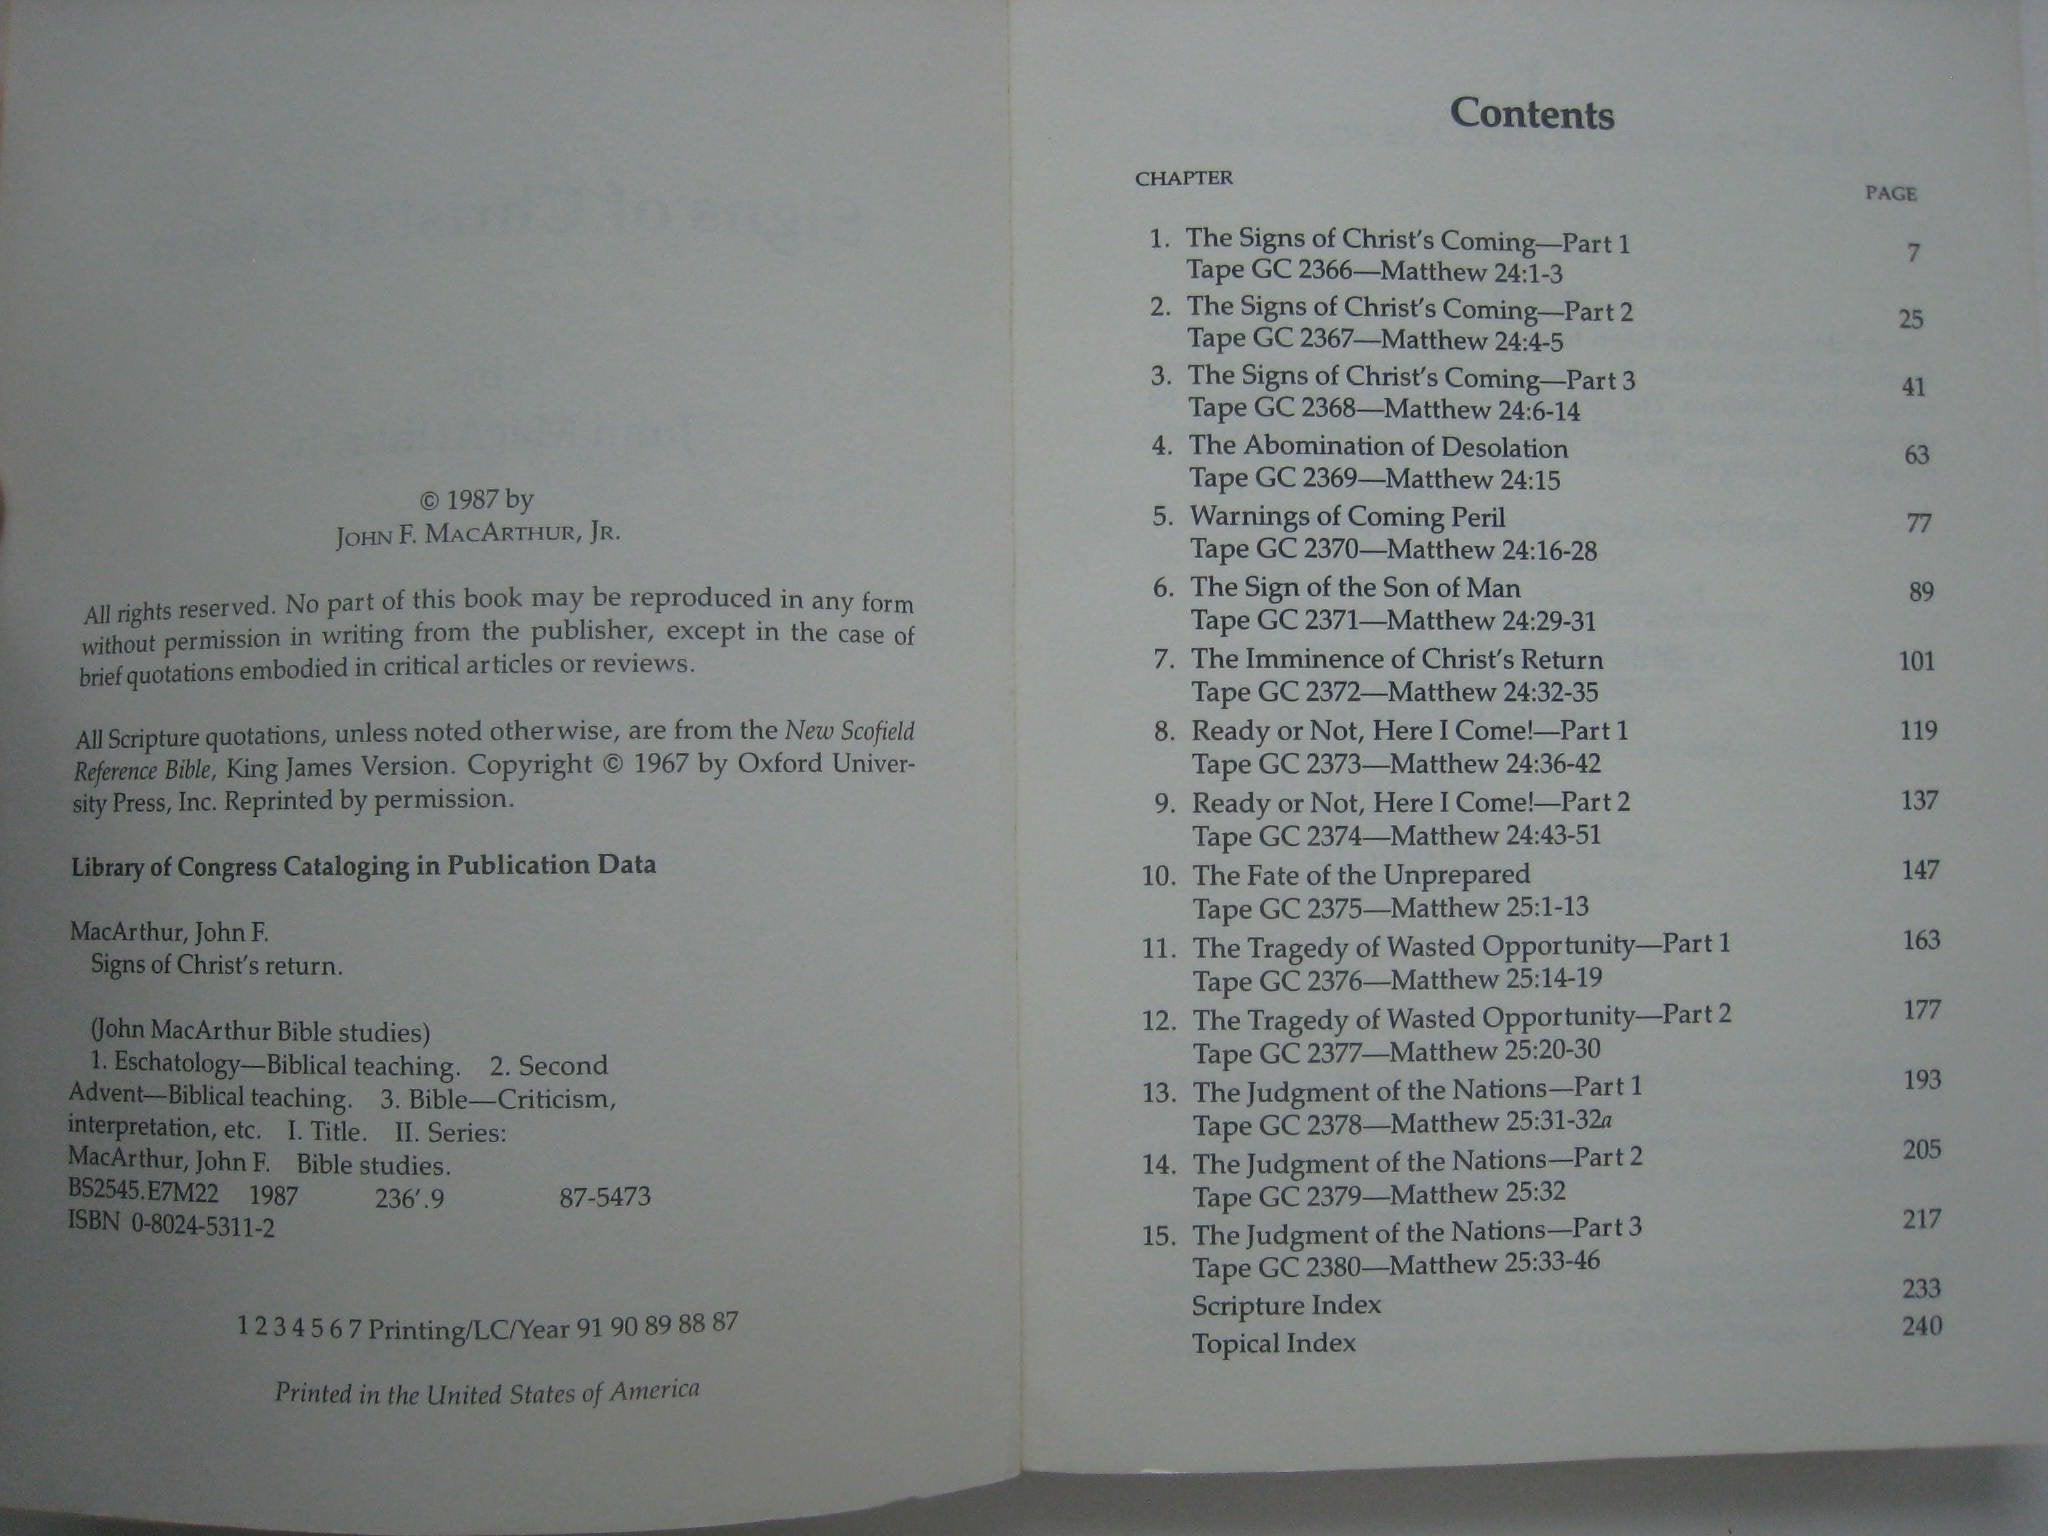 © 1987 by
JOHN F. MACARTHUR, JR.
All rights reserved. No part of this book may be reproduced in any form
without permission in writing from the publisher, except in the case of
brief quotations embodied in critical articles or reviews.
All Scripture quotations, unless noted otherwise, are from the New Scofield
Reference Bible, King James Version. Copyright © 1967 by Oxford Univer-
sity Press, Inc. Reprinted by permission.
Library of Congress Cataloging in Publication Data
MacArthur, John F.
Signs of Christ's return.
(John MacArthur Bible studies)
1. Eschatology—Biblical teaching. 2. Second
Advent—Biblical teaching. 3. Bible—Criticism,
interpretation, etc. I. Title. II. Series:
MacArthur, John F. Bible studies.
BS2545.E7M22 1987 236'.9 87-5473
ISBN 0-8024-5311-2
1 2 3 4 5 6 7 Printing/LC/Year 91 90 89 88 87
Printed in the United States of America
Contents
CHAPTER PAGE
1. The Signs of Christ's Coming—Part 1 7
Tape GC 2366—Matthew 24:1-3
2. The Signs of Christ's Coming—Part 2 25
Tape GC 2367—Matthew 24:4-5
3. The Signs of Christ's Coming—Part 3 41
Tape GC 2368—Matthew 24:6-14
4. The Abomination of Desolation 63
Tape GC 2369—Matthew 24:15
5. Warnings of Coming Peril 77
Tape GC 2370—Matthew 24:16-28
6. The Sign of the Son of Man 89
Tape GC 2371—Matthew 24:29-31
7. The Imminence of Christ's Return 101
Tape GC 2372—Matthew 24:32-35
8. Ready or Not, Here I Come!—Part 1 119
Tape GC 2373—Matthew 24:36-42
9. Ready or Not, Here I Come!—Part 2 137
Tape GC 2374—Matthew 24:43-51
10. The Fate of the Unprepared 147
Tape GC 2375—Matthew 25:1-13
11. The Tragedy of Wasted Opportunity—Part 1 163
Tape GC 2376—Matthew 25:14-19
12. The Tragedy of Wasted Opportunity—Part 2 177
Tape GC 2377—Matthew 25:20-30
13. The Judgment of the Nations—Part 1 193
Tape GC 2378—Matthew 25:31-32a
14. The Judgment of the Nations—Part 2 205
Tape GC 2379—Matthew 25:32
15. The Judgment of the Nations—Part 3 217
Tape GC 2380—Matthew 25:33-46
Scripture Index 233
Topical Index 240